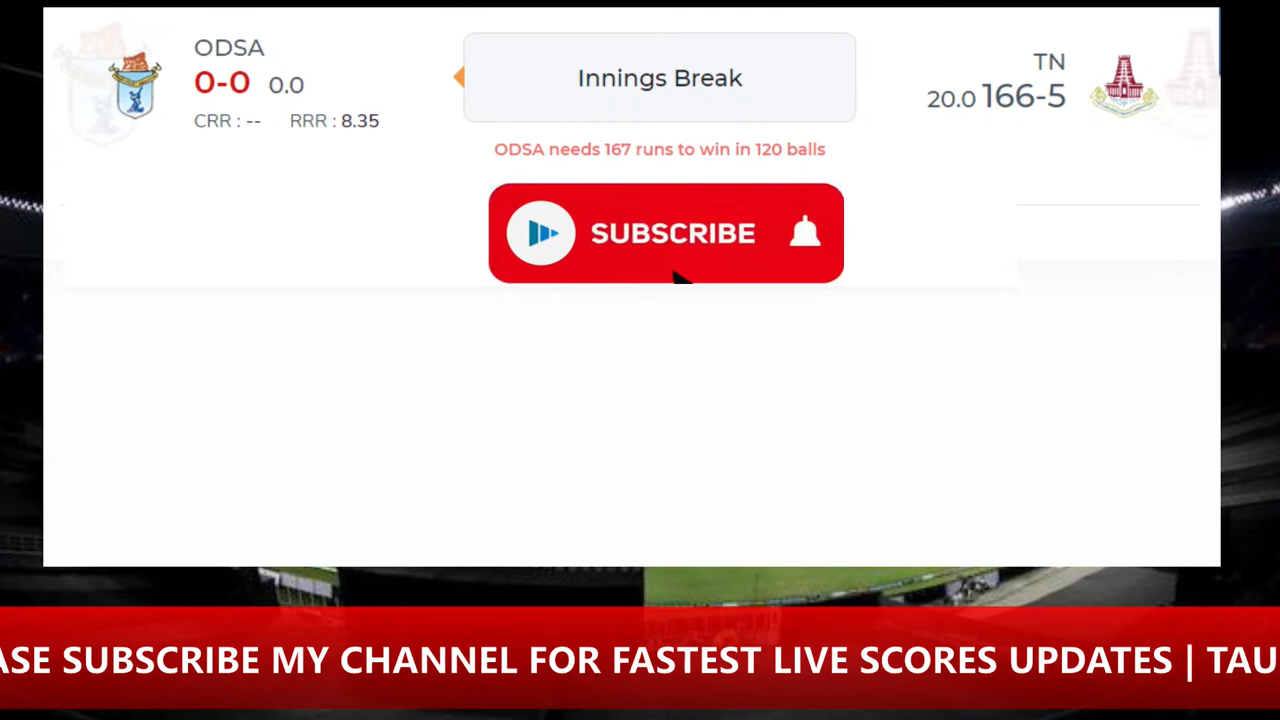 ODSA
0-0 0.0
CRR : -- RRR : 8.35
Innings Break
ODSA needs 167 runs to win in 120 balls
TN
20.0 166-5
SUBSCRIBE
ASE SUBSCRIBE MY CHANNEL FOR FASTEST LIVE SCORES UPDATES | TAU